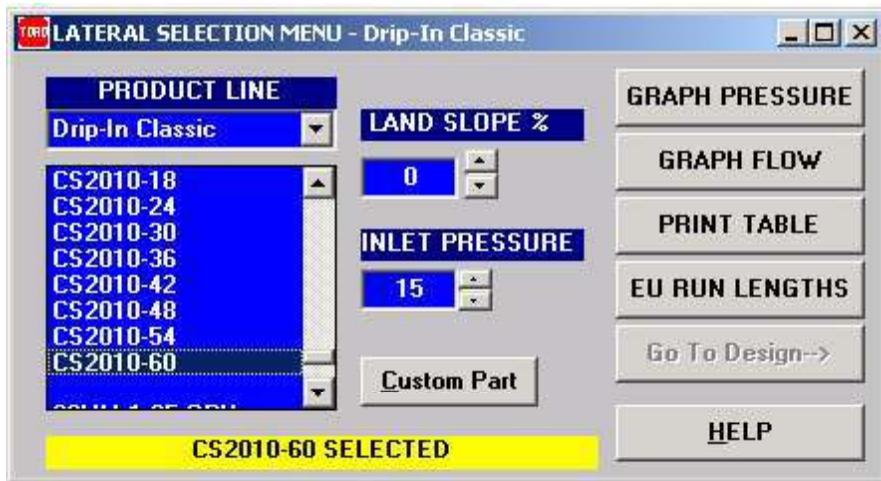 TORO LATERAL SELECTION MENU - Drip-In Classic
PRODUCT LINE
Drip-In Classic
CS2010-18
CS2010-24
CS2010-30
CS2010-36
CS2010-42
CS2010-48
CS2010-54
CS2010-60
LAND SLOPE %
0
INLET PRESSURE
15
Custom Part
GRAPH PRESSURE
GRAPH FLOW
PRINT TABLE
EU RUN LENGTHS
Go To Design-->
HELP
CS2010-60 SELECTED